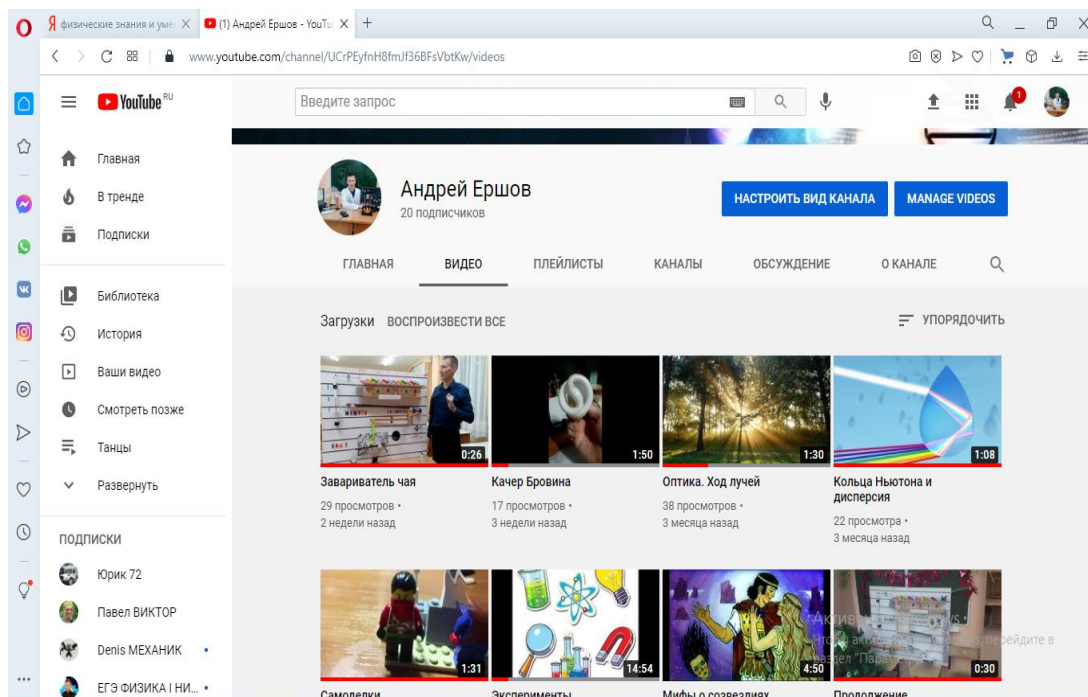 физические знания и уме
(1) Андрей Ершов - YouTu
www.youtube.com/channel/UCrPEyfnH8fmJf36BFsVbtKw/videos
YouTube RU
Введите запрос
1
Главная
В тренде
Подписки
Библиотека
История
Ваши видео
Смотреть позже
Танцы
Развернуть
ПОДПИСКИ
Юрик 72
Павел ВИКТОР
Denis МЕХАНИК
ЕГЭ ФИЗИКА I НИ...
Андрей Ершов
20 подписчиков
НАСТРОИТЬ ВИД КАНАЛА
MANAGE VIDEOS
ГЛАВНАЯ ВИДЕО ПЛЕЙЛИСТЫ КАНАЛЫ ОБСУЖДЕНИЕ О КАНАЛЕ
Загрузки ВОСПРОИЗВЕСТИ ВСЕ
УПОРЯДОЧИТЬ
0:26
Завариватель чая
29 просмотров •
2 недели назад
1:50
Качер Бровина
17 просмотров •
3 недели назад
1:30
Оптика. Ход лучей
38 просмотров •
3 месяца назад
1:08
Кольца Ньютона и
дисперсия
22 просмотра •
3 месяца назад
1:31
Самоделки
14:54
Эксперименты
4:50
Мифы о созвездиях
0:30
Продолжение
перейдите в
раздел